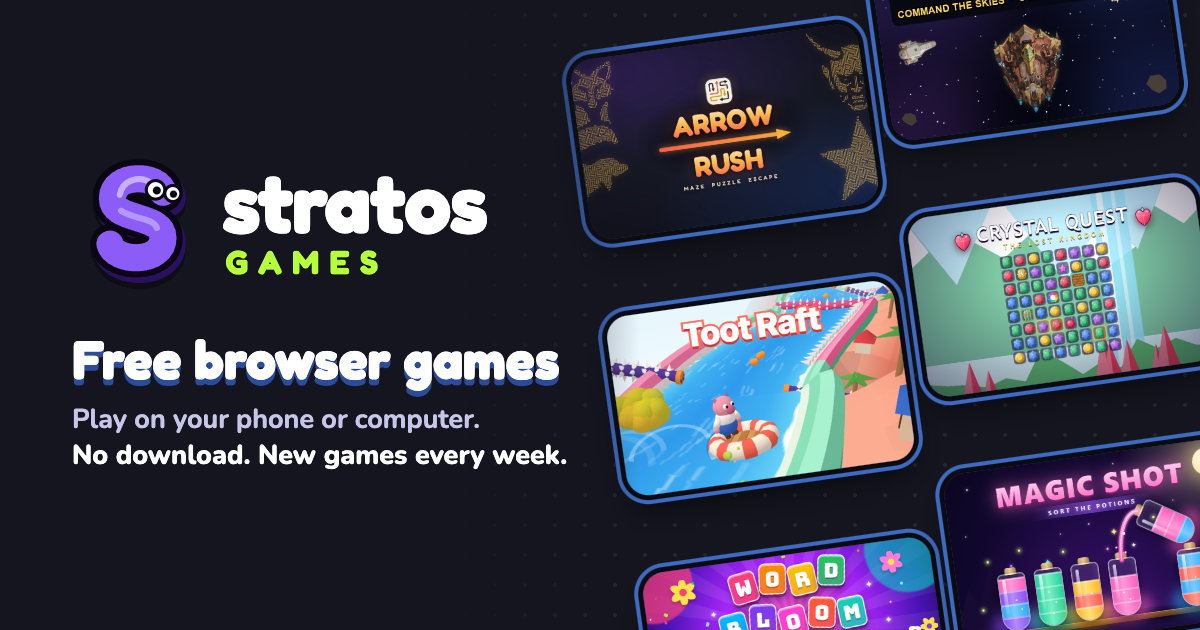 stratos
GAMES
Free browser games
Play on your phone or computer.
No download. New games every week.
COMMAND THE SKIES
ARROW
RUSH
MAZE PUZZLE ESCAPE
CRYSTAL QUEST
THE LOST KINGDOM
Toot Raft
MAGIC SHOT
SORT THE POTIONS
WORD
BLOOM